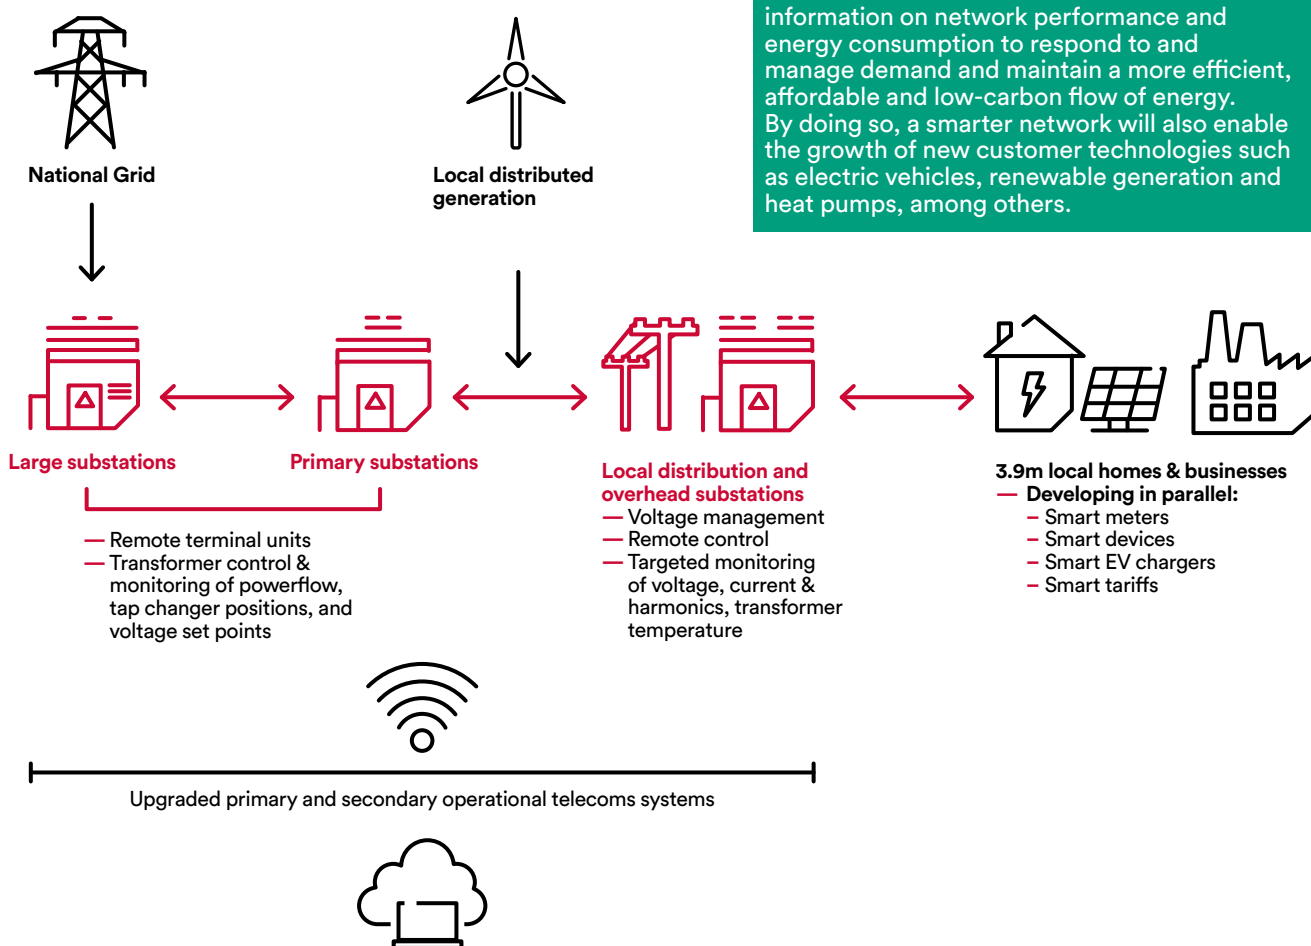 information on network performance and
energy consumption to respond to and
manage demand and maintain a more efficient,
affordable and low-carbon flow of energy.
By doing so, a smarter network will also enable
the growth of new customer technologies such
as electric vehicles, renewable generation and
heat pumps, among others.
National Grid
Local distributed
generation
Large substations
Primary substations
— Remote terminal units
— Transformer control &
monitoring of powerflow,
tap changer positions, and
voltage set points
Local distribution and
overhead substations
— Voltage management
— Remote control
— Targeted monitoring
of voltage, current &
harmonics, transformer
temperature
3.9m local homes & businesses
— Developing in parallel:
– Smart meters
– Smart devices
– Smart EV chargers
– Smart tariffs
Upgraded primary and secondary operational telecoms systems